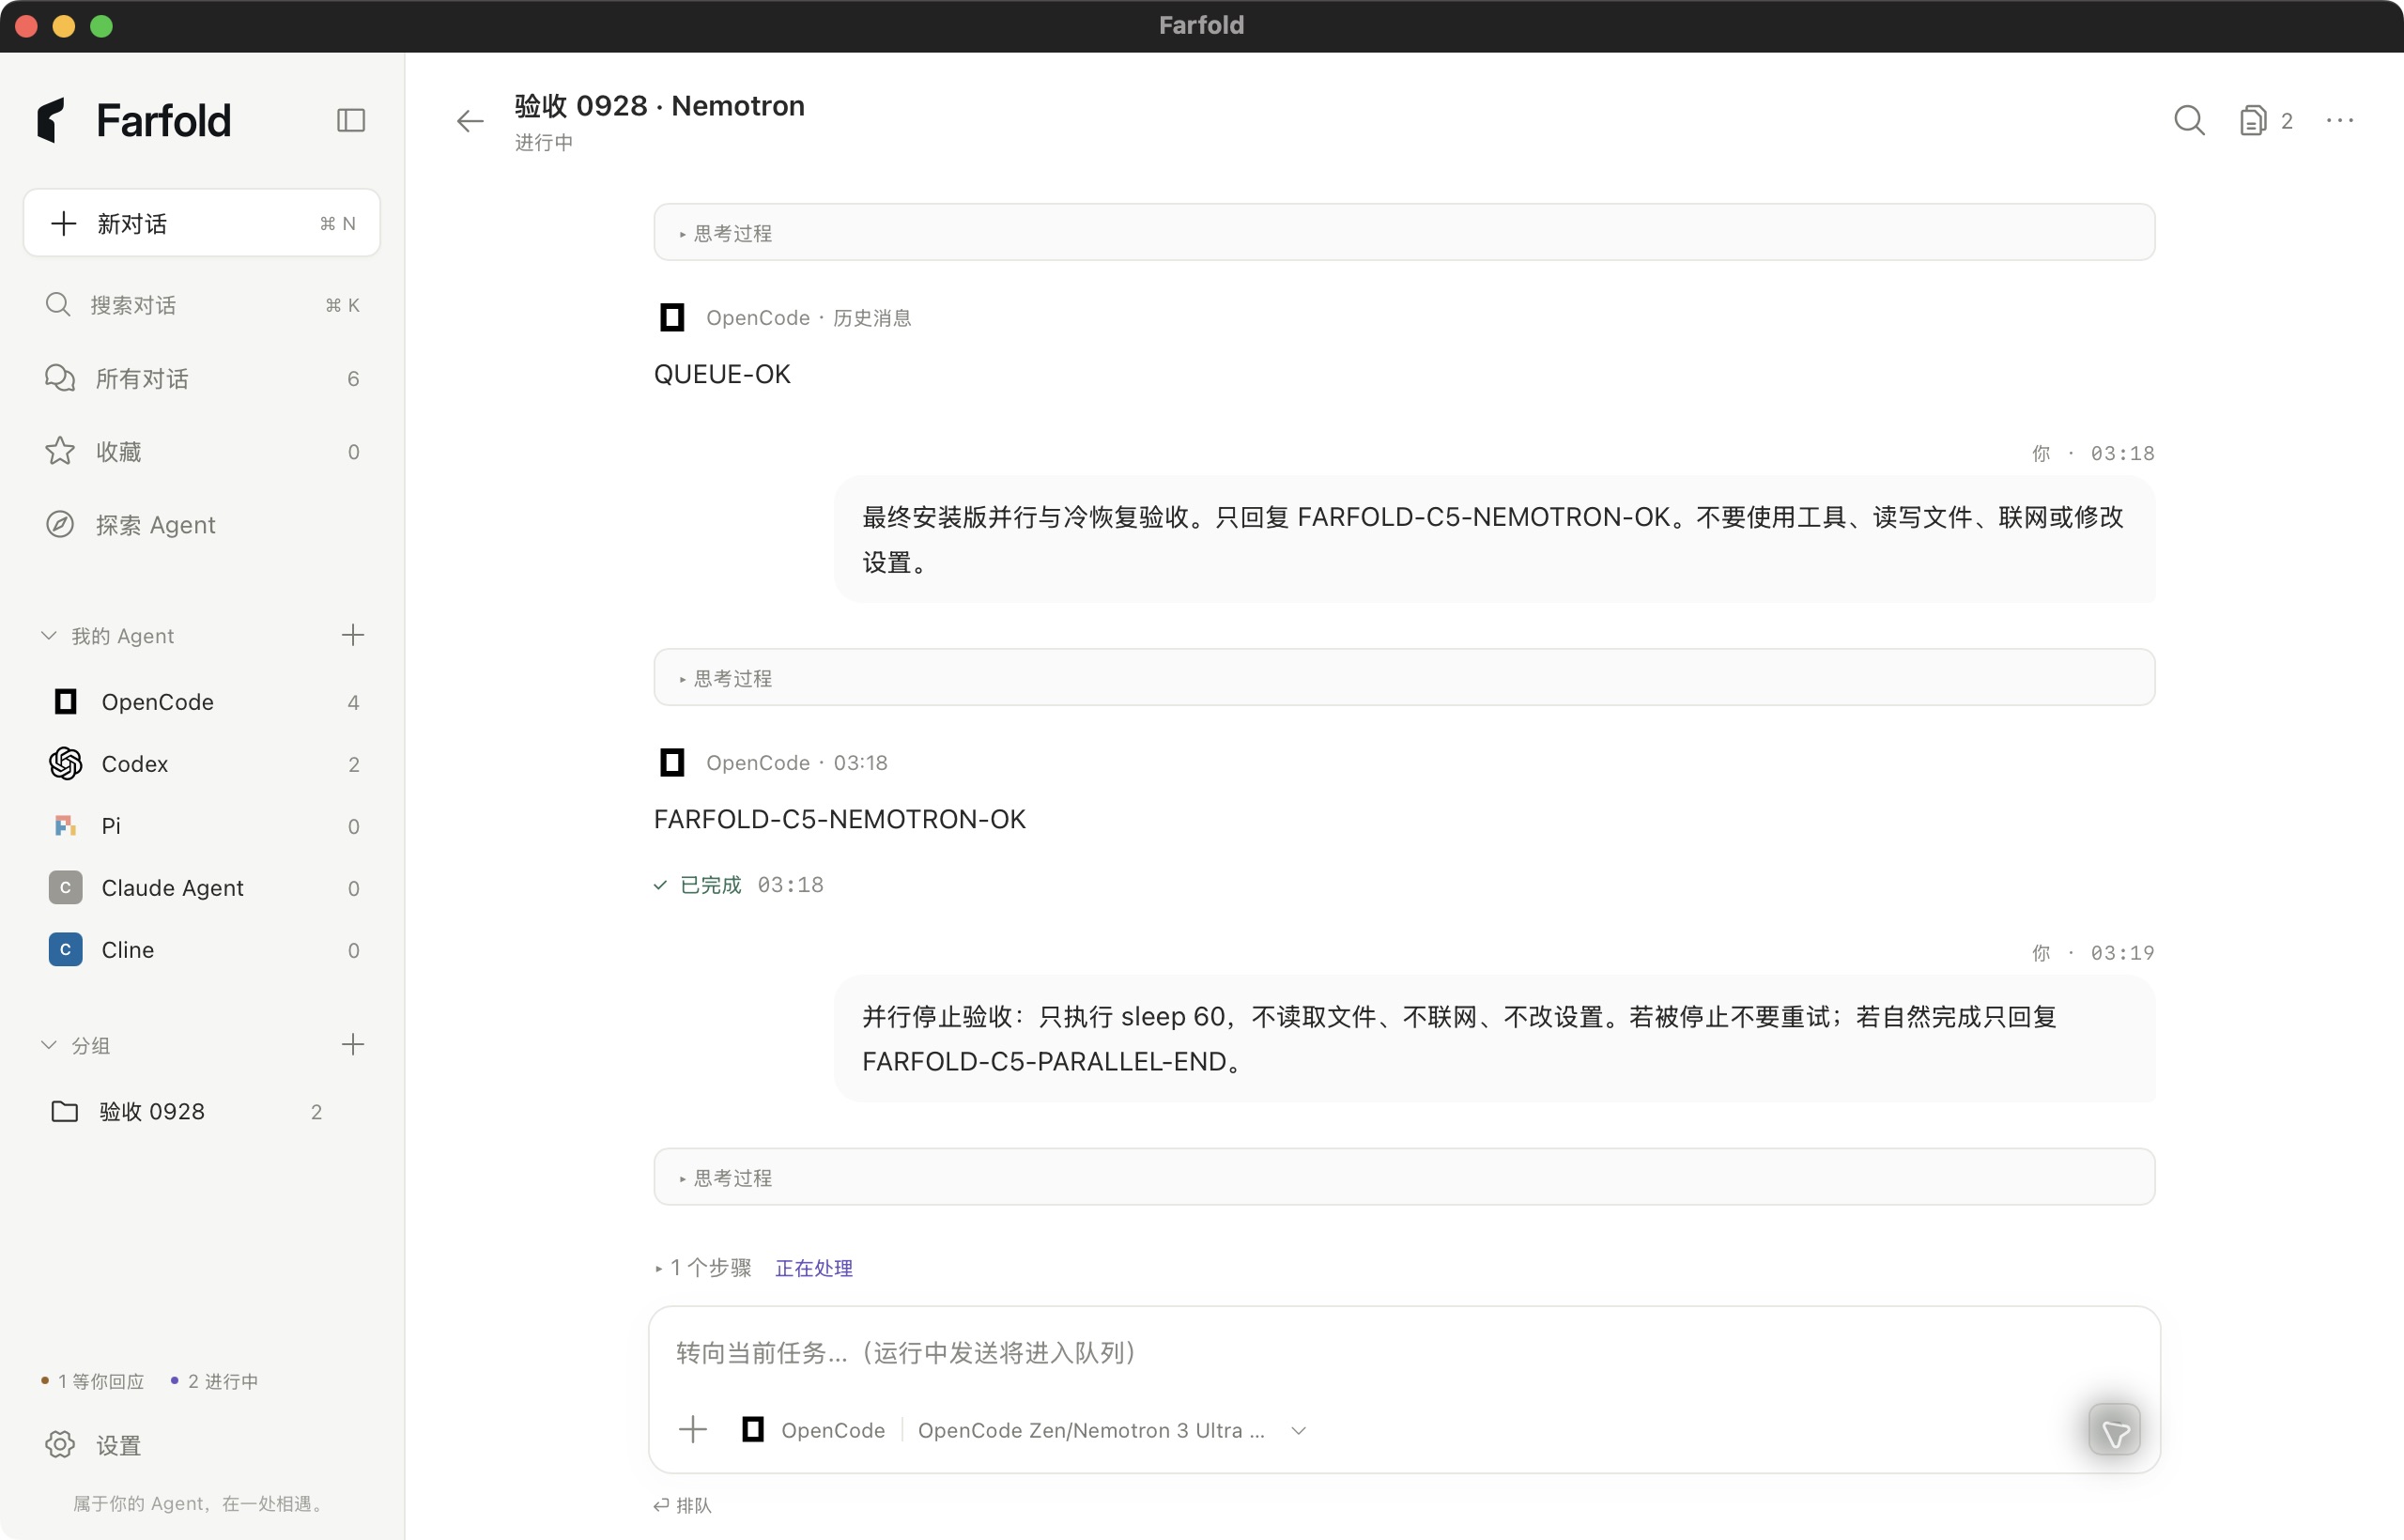 Farfold
Farfold
新对话 ⌘ N
搜索对话 ⌘ K
所有对话 6
收藏 0
探索 Agent
我的 Agent
OpenCode 4
Codex 2
Pi 0
C Claude Agent 0
C Cline 0
分组
验收 0928 2
1 等你回应 2 进行中
设置
属于你的 Agent，在一处相遇。
验收 0928 · Nemotron
进行中
2 ···
思考过程
OpenCode · 历史消息
QUEUE-OK
你 · 03:18
最终安装版并行与冷恢复验收。只回复 FARFOLD-C5-NEMOTRON-OK。不要使用工具、读写文件、联网或修改
设置。
思考过程
OpenCode · 03:18
FARFOLD-C5-NEMOTRON-OK
✓ 已完成 03:18
你 · 03:19
并行停止验收：只执行 sleep 60，不读取文件、不联网、不改设置。若被停止不要重试；若自然完成只回复
FARFOLD-C5-PARALLEL-END。
思考过程
1 个步骤 正在处理
转向当前任务...（运行中发送将进入队列）
OpenCode OpenCode Zen/Nemotron 3 Ultra ...
排队